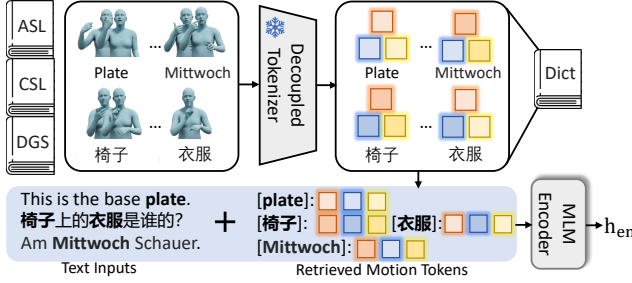 ASL
CSL
DGS
Plate ... Mittwoch
椅子 ... 衣服
Decoupled
Tokenizer
Plate ... Mittwoch
椅子 ... 衣服
Dict
This is the base plate.
椅子上的衣服是谁的?
Am Mittwoch Schauer.
Text Inputs
+
[plate]:
[椅子]: [衣服]:
[Mittwoch]:
Retrieved Motion Tokens
MLM
Encoder
h_en